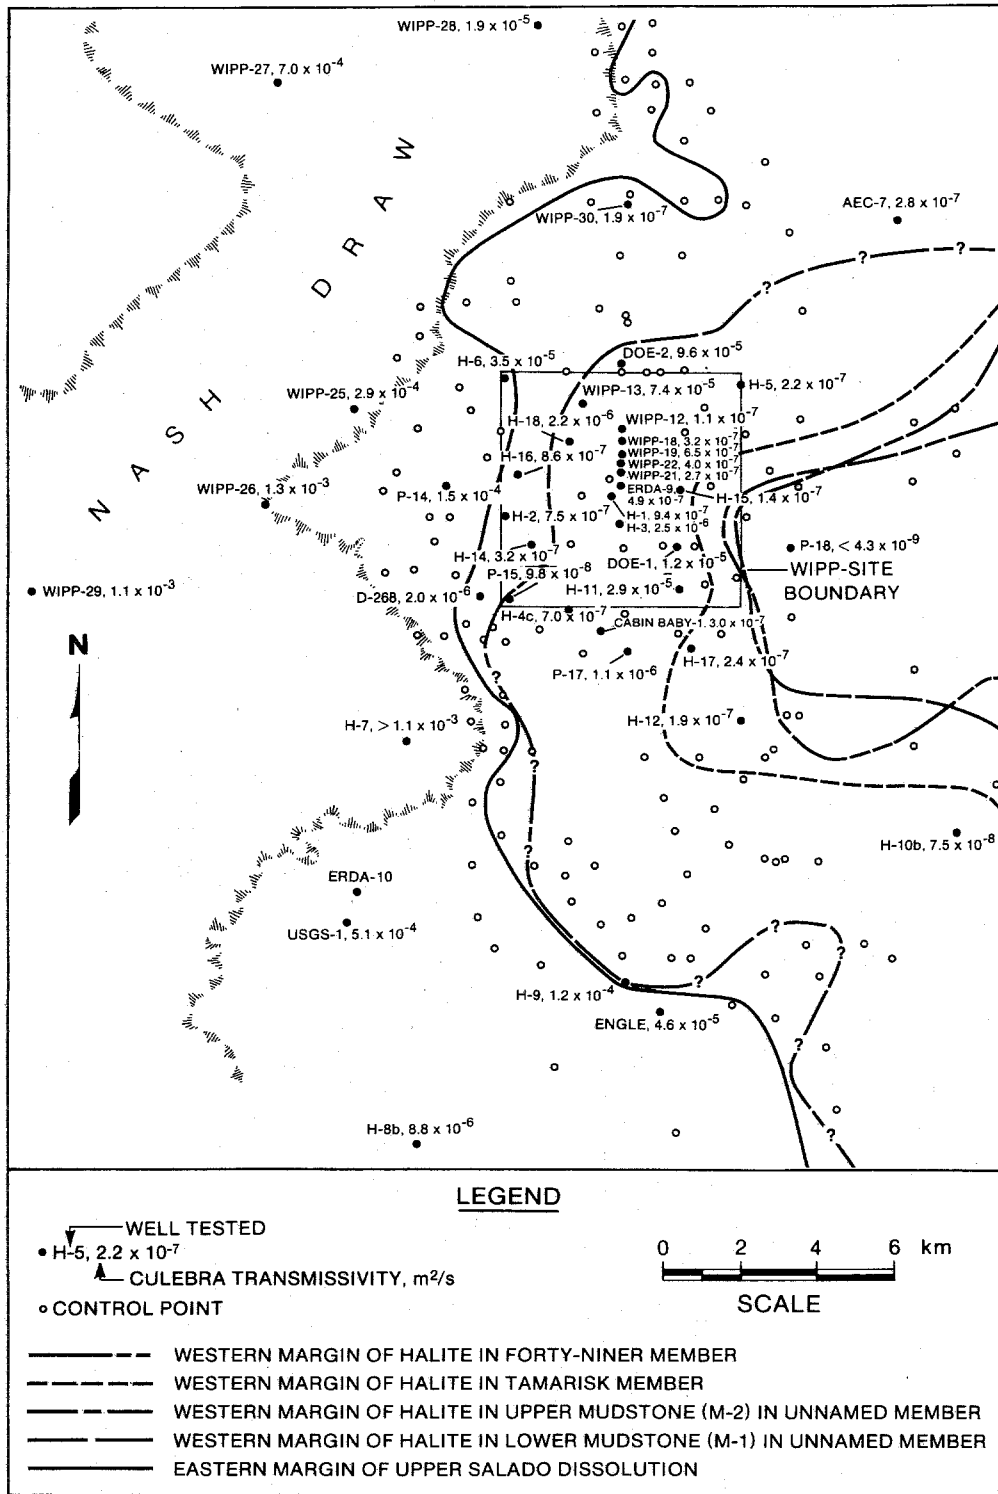 WIPP-28, 1.9 x 10⁻⁵
WIPP-27, 7.0 x 10⁻⁴
NASH DRAW
AEC-7, 2.8 x 10⁻⁷
WIPP-30, 1.9 x 10⁻⁷
?
?
DOE-2, 9.6 x 10⁻⁵
H-6, 3.5 x 10⁻⁵
H-5, 2.2 x 10⁻⁷
WIPP-13, 7.4 x 10⁻⁵
WIPP-25, 2.9 x 10⁻⁴
H-18, 2.2 x 10⁻⁶
WIPP-12, 1.1 x 10⁻⁷
WIPP-18, 3.2 x 10⁻⁷
H-16, 8.6 x 10⁻⁷
WIPP-19, 6.5 x 10⁻⁷
WIPP-22, 4.0 x 10⁻⁷
WIPP-21, 2.7 x 10⁻⁷
WIPP-26, 1.3 x 10⁻³
P-14, 1.5 x 10⁻⁴
ERDA-9,
4.9 x 10⁻⁷
H-15, 1.4 x 10⁻⁷
H-2, 7.5 x 10⁻⁷
H-1, 9.4 x 10⁻⁷
H-3, 2.5 x 10⁻⁶
P-18, < 4.3 x 10⁻⁹
H-14, 3.2 x 10⁻⁷
DOE-1, 1.2 x 10⁻⁵
WIPP-SITE
BOUNDARY
P-15, 9.8 x 10⁻⁸
WIPP-29, 1.1 x 10⁻³
D-268, 2.0 x 10⁻⁶
H-11, 2.9 x 10⁻⁵
H-4c, 7.0 x 10⁻⁷
CABIN BABY-1, 3.0 x 10⁻⁷
N
P-17, 1.1 x 10⁻⁶
H-17, 2.4 x 10⁻⁷
?
H-7, > 1.1 x 10⁻³
H-12, 1.9 x 10⁻⁷
?
?
H-10b, 7.5 x 10⁻⁸
ERDA-10
USGS-1, 5.1 x 10⁻⁴
?
?
?
H-9, 1.2 x 10⁻⁴
ENGLE, 4.6 x 10⁻⁵
?
?
H-8b, 8.8 x 10⁻⁶
LEGEND
WELL TESTED
H-5, 2.2 x 10⁻⁷
CULEBRA TRANSMISSIVITY, m²/s
CONTROL POINT
0 2 4 6 km
SCALE
WESTERN MARGIN OF HALITE IN FORTY-NINER MEMBER
WESTERN MARGIN OF HALITE IN TAMARISK MEMBER
WESTERN MARGIN OF HALITE IN UPPER MUDSTONE (M-2) IN UNNAMED MEMBER
WESTERN MARGIN OF HALITE IN LOWER MUDSTONE (M-1) IN UNNAMED MEMBER
EASTERN MARGIN OF UPPER SALADO DISSOLUTION